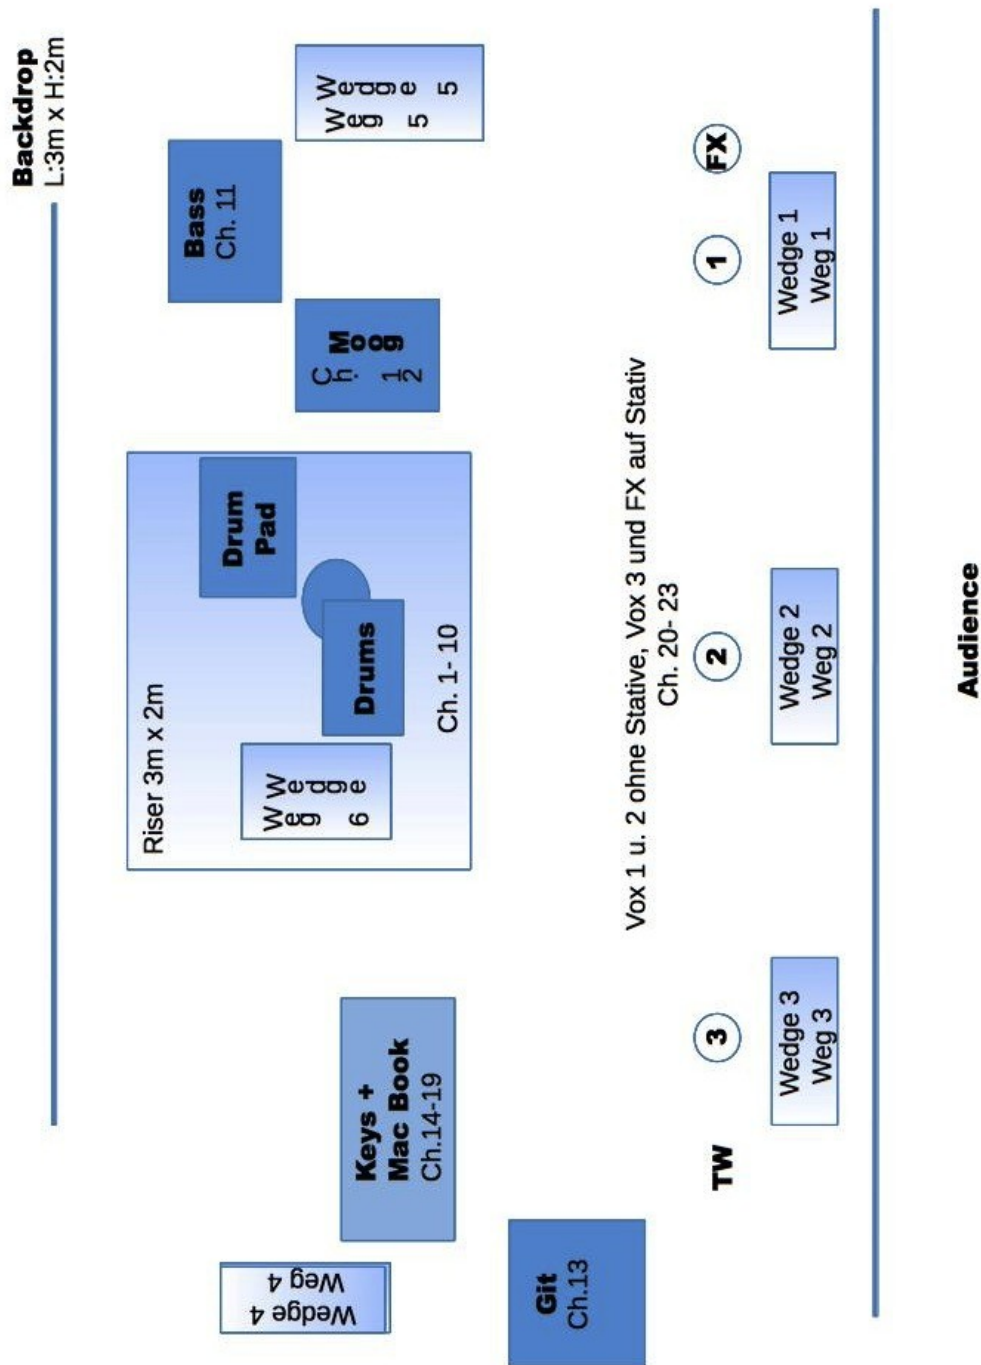 Backdrop
L:3m x H:2m
Riser 3m x 2m
Bass
Ch. 11
Drum
Pad
Wedge 4
Weg 4
Wedge
Weg 6
Drums
Ch. 1- 10
Moog
Ch. 12
Wedge 5
Weg 5
Keys +
Mac Book
Ch.14-19
Git
Ch.13
Vox 1 u. 2 ohne Stative, Vox 3 und FX auf Stativ
Ch. 20- 23
TW
3
2
1
FX
Wedge 3
Weg 3
Wedge 2
Weg 2
Wedge 1
Weg 1
Audience